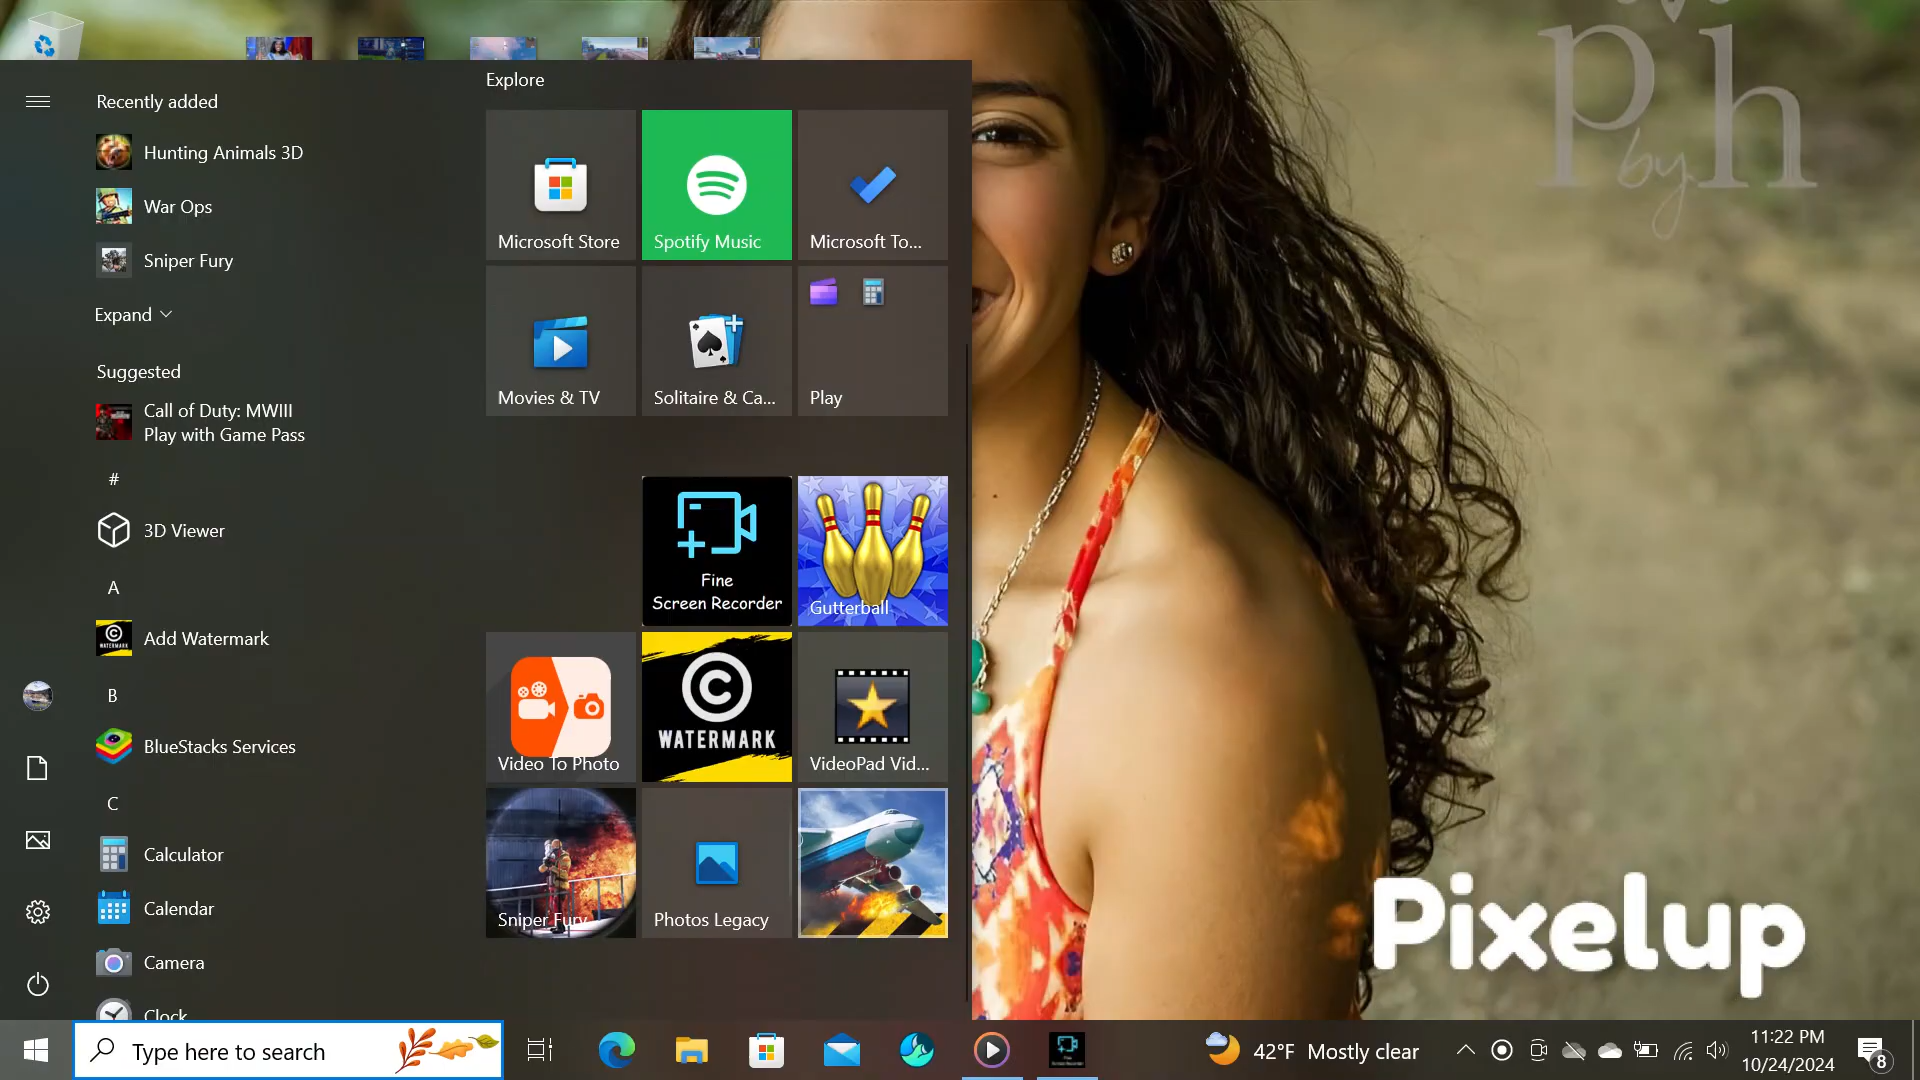 Explore
Recently added
Hunting Animals 3D
War Ops
Sniper Fury
Expand
Suggested
Call of Duty: MWIII
Play with Game Pass
#
3D Viewer
A
Add Watermark
B
BlueStacks Services
C
Calculator
Calendar
Camera
Clock
Microsoft Store
Spotify Music
Microsoft To...
Movies & TV
Solitaire & Ca...
Play
Fine
Screen Recorder
Gutterball
Video To Photo
WATERMARK
VideoPad Vid...
Sniper Fury
Photos Legacy
p by h
Pixelup
Type here to search
42°F Mostly clear
11:22 PM
10/24/2024
8